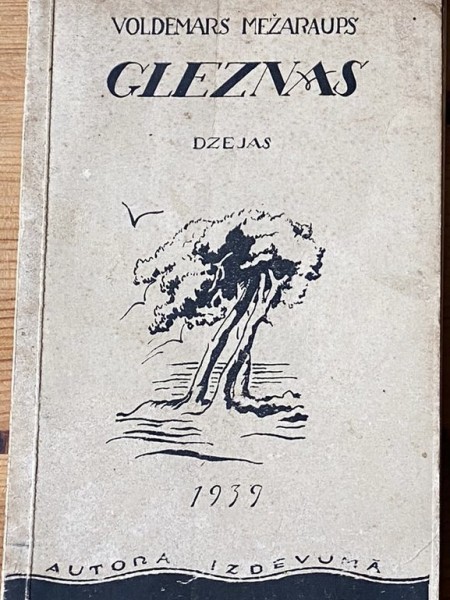 VOLDEMARS MEŽARAUPS
GLEZNAS
DZEJAS
1939
AUTORA IZDEVUMĀ